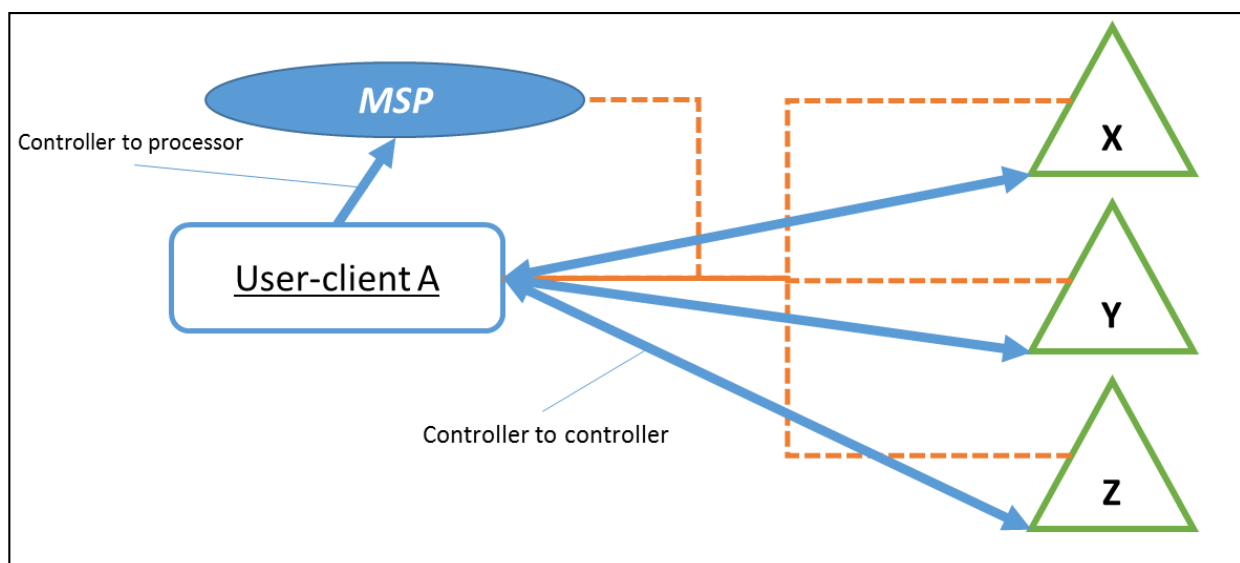 MSP
Controller to processor
X
User-client A
Y
Controller to controller
Z